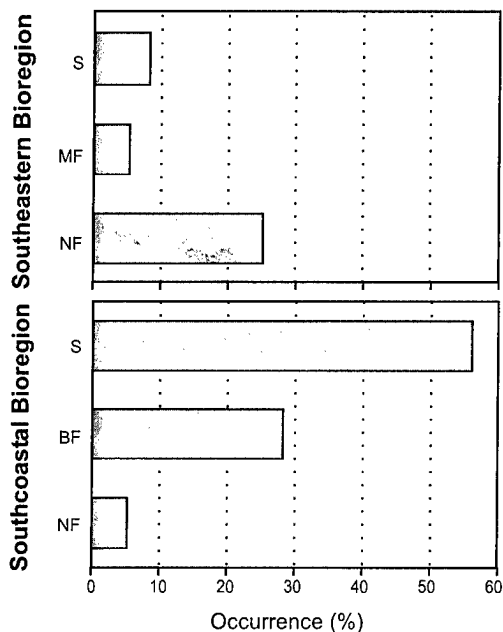 Southeastern Bioregion
S
MF
NF
Southcoastal Bioregion
S
BF
NF
0 10 20 30 40 50 60
Occurrence (%)